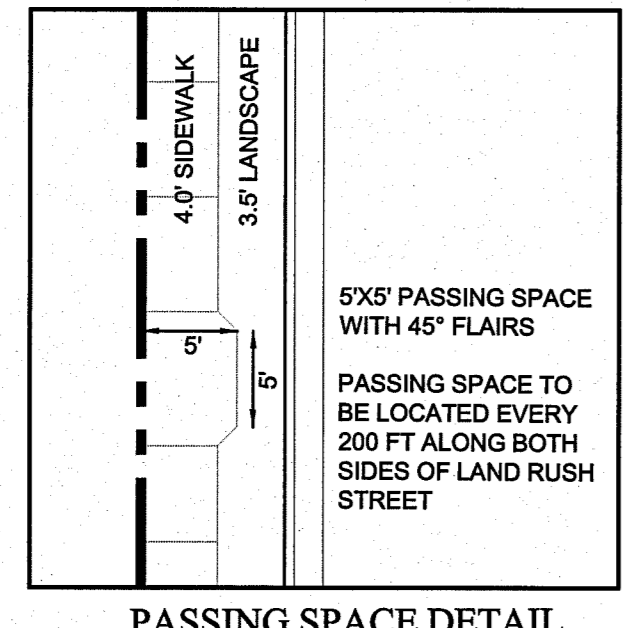 4.0' SIDEWALK
3.5' LANDSCAPE
5'
5'
5'X5' PASSING SPACE
WITH 45° FLAIRS
PASSING SPACE TO
BE LOCATED EVERY
200 FT ALONG BOTH
SIDES OF LAND RUSH
STREET
PASSING SPACE DETAIL